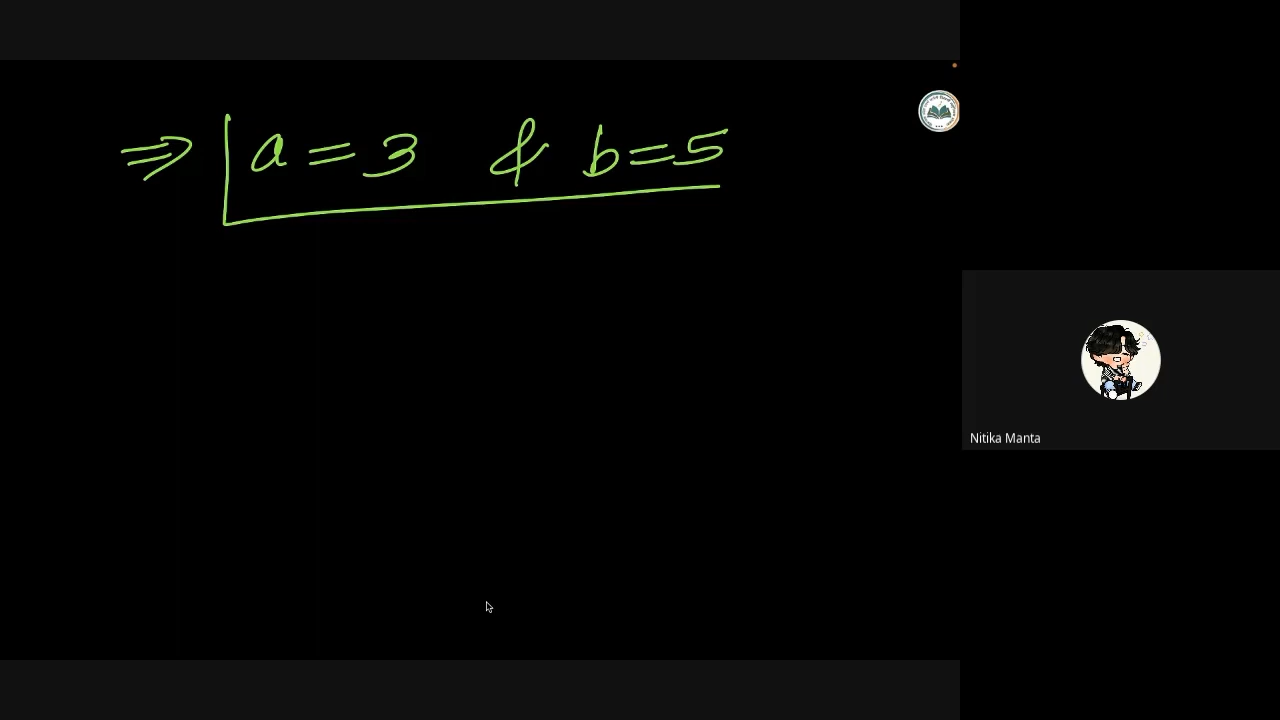 ⇒ a = 3 & b = 5
Nitika Manta